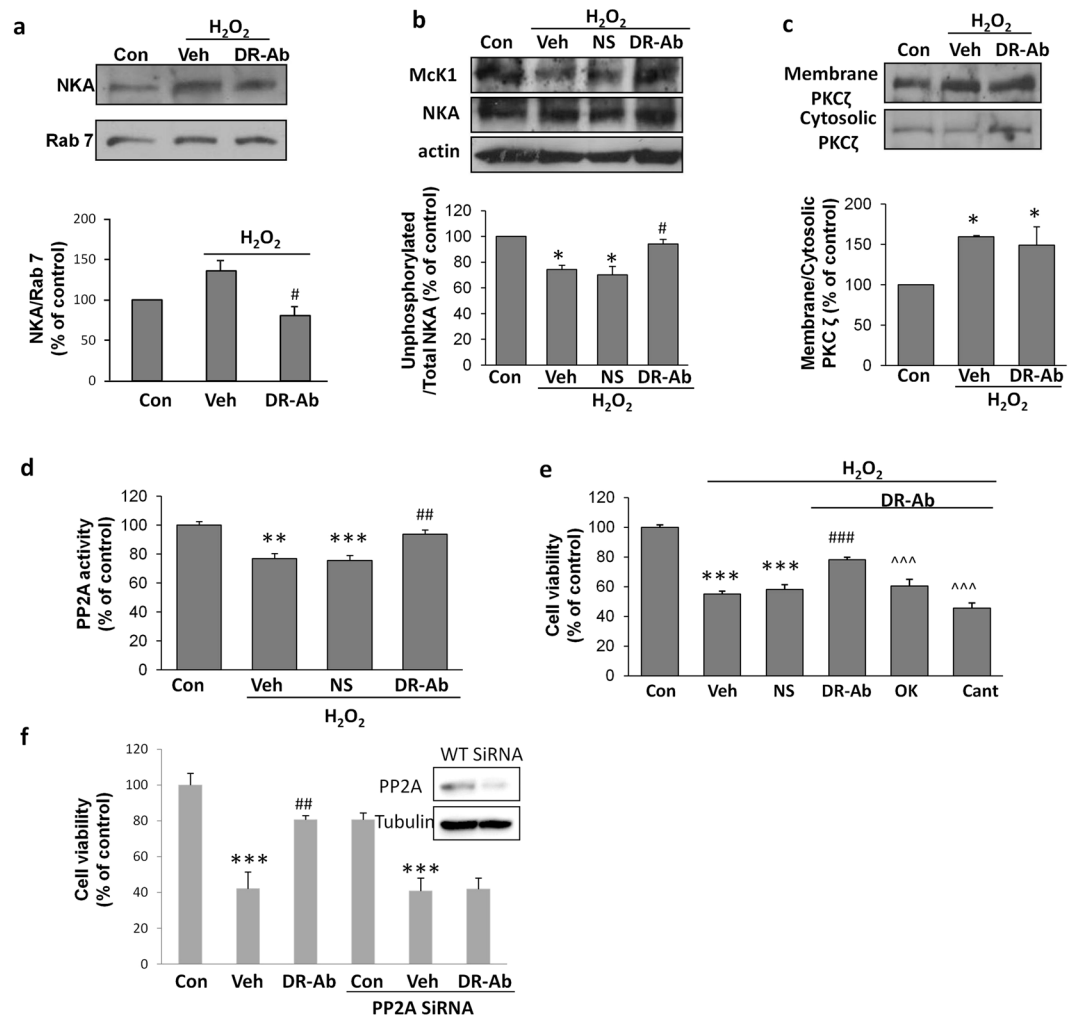 a
H₂O₂
Con Veh DR-Ab
NKA
Rab 7
NKA/Rab 7
(% of control)
200
150
100
100
50
0
H₂O₂
#
Con Veh DR-Ab
b
H₂O₂
Con Veh NS DR-Ab
McK1
NKA
actin
Unphosphorylated
/Total NKA (% of control)
120
100
80
60
40
20
0
* * #
Con Veh NS DR-Ab
H₂O₂
c
H₂O₂
Con Veh DR-Ab
Membrane
PKCζ
Cytosolic
PKCζ
Membrane/Cytosolic
PKC ζ (% of control)
200
150
100
50
0
* *
Con Veh DR-Ab
H₂O₂
d
PP2A activity
(% of control)
120
100
80
60
40
20
0
** *** ##
Con Veh NS DR-Ab
H₂O₂
e
H₂O₂
DR-Ab
Cell viability
(% of control)
120
100
80
60
40
20
0
*** *** ### ^^^ ^^^
Con Veh NS DR-Ab OK Cant
f
Cell viability
(% of control)
120
100
80
60
40
20
0
*** ## ***
WT SiRNA
PP2A
Tubulin
Con Veh DR-Ab Con Veh DR-Ab
PP2A SiRNA